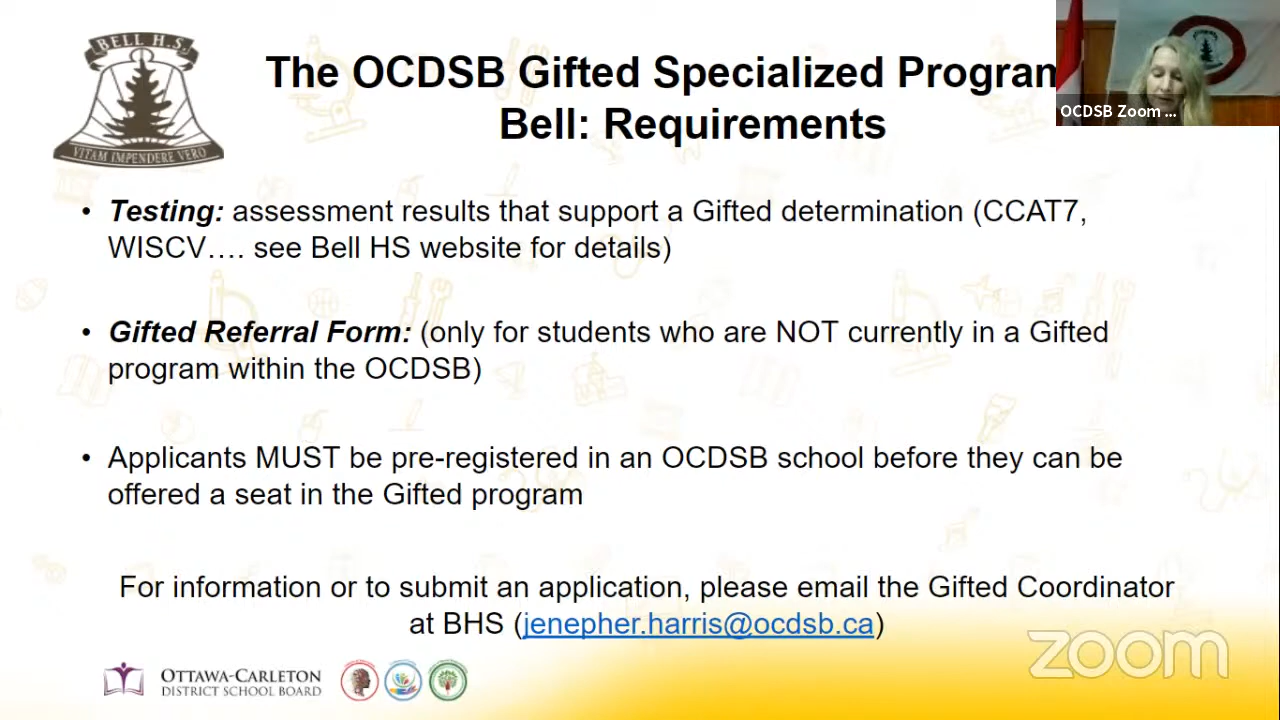 BELL H.S.
VITAM IMPENDERE VERO
The OCDSB Gifted Specialized Program
Bell: Requirements
OCDSB Zoom ...
• Testing: assessment results that support a Gifted determination (CCAT7,
WISCV…. see Bell HS website for details)
• Gifted Referral Form: (only for students who are NOT currently in a Gifted
program within the OCDSB)
• Applicants MUST be pre-registered in an OCDSB school before they can be
offered a seat in the Gifted program
For information or to submit an application, please email the Gifted Coordinator
at BHS (jenepher.harris@ocdsb.ca)
zoom
OTTAWA-CARLETON
DISTRICT SCHOOL BOARD